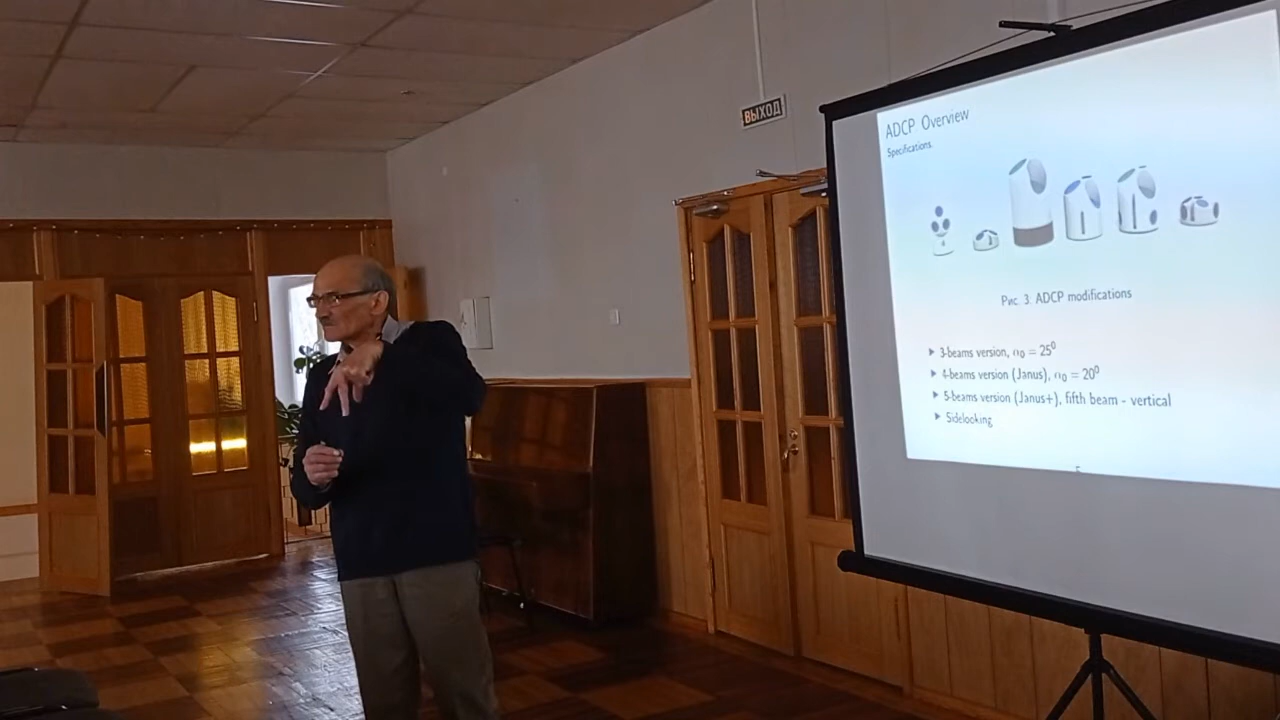 ВЫХОД
ADCP Overview
Specifications
Рис. 3: ADCP modifications
▶ 3-beams version, α₀ = 25⁰
▶ 4-beams version (Janus), α₀ = 20⁰
▶ 5-beams version (Janus+), fifth beam - vertical
▶ Sidelooking